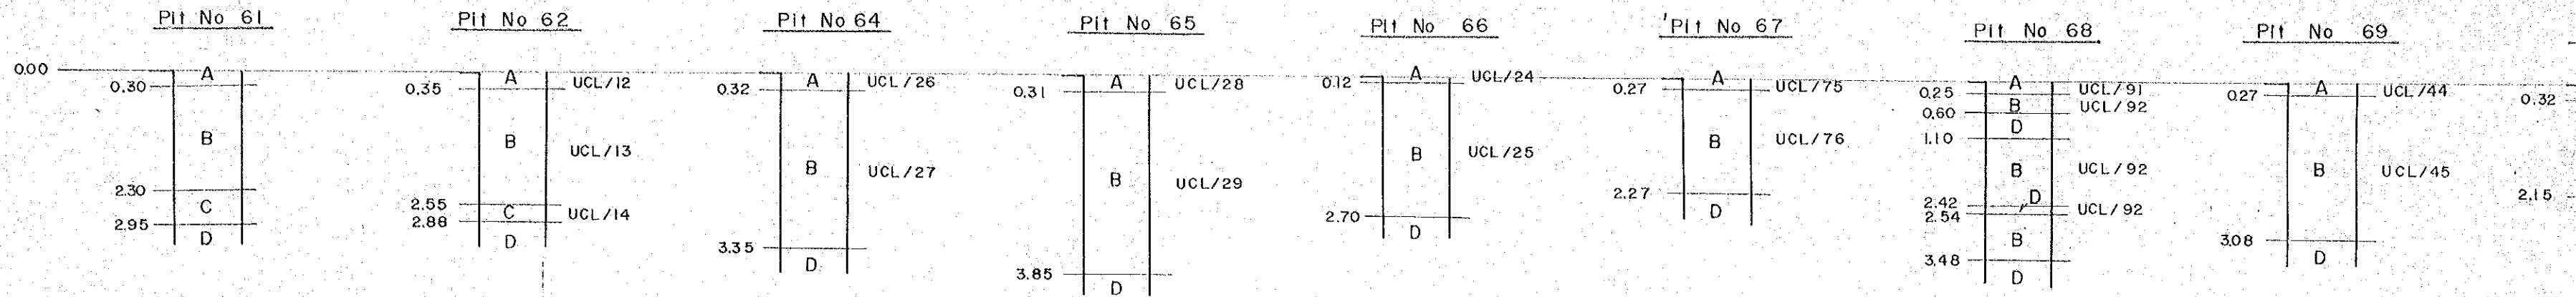 Pit No 61
0.00
A
0.30
B
2.30
C
2.95
D
Pit No 62
A UCL/12
0.35
B UCL/13
2.55
C UCL/14
2.88
D
Pit No 64
A UCL/26
0.32
B UCL/27
3.35
D
Pit No 65
A UCL/28
0.31
B UCL/29
3.85
D
Pit No 66
A UCL/24
0.12
B UCL/25
2.70
D
Pit No 67
A UCL/75
0.27
B UCL/76
2.27
D
Pit No 68
A UCL/91
0.25
B UCL/92
0.60
D
1.10
B UCL/92
2.42
D UCL/92
2.54
B
3.48
D
Pit No 69
A UCL/44
0.27
B UCL/45
3.08
D
0.32
2.15